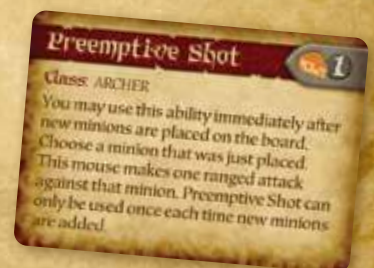 Preemptive Shot
1
Class: ARCHER
You may use this ability immediately after
new minions are placed on the board.
Choose a minion that was just placed.
This mouse makes one ranged attack
against that minion. Preemptive Shot can
only be used once each time new minions
are added.